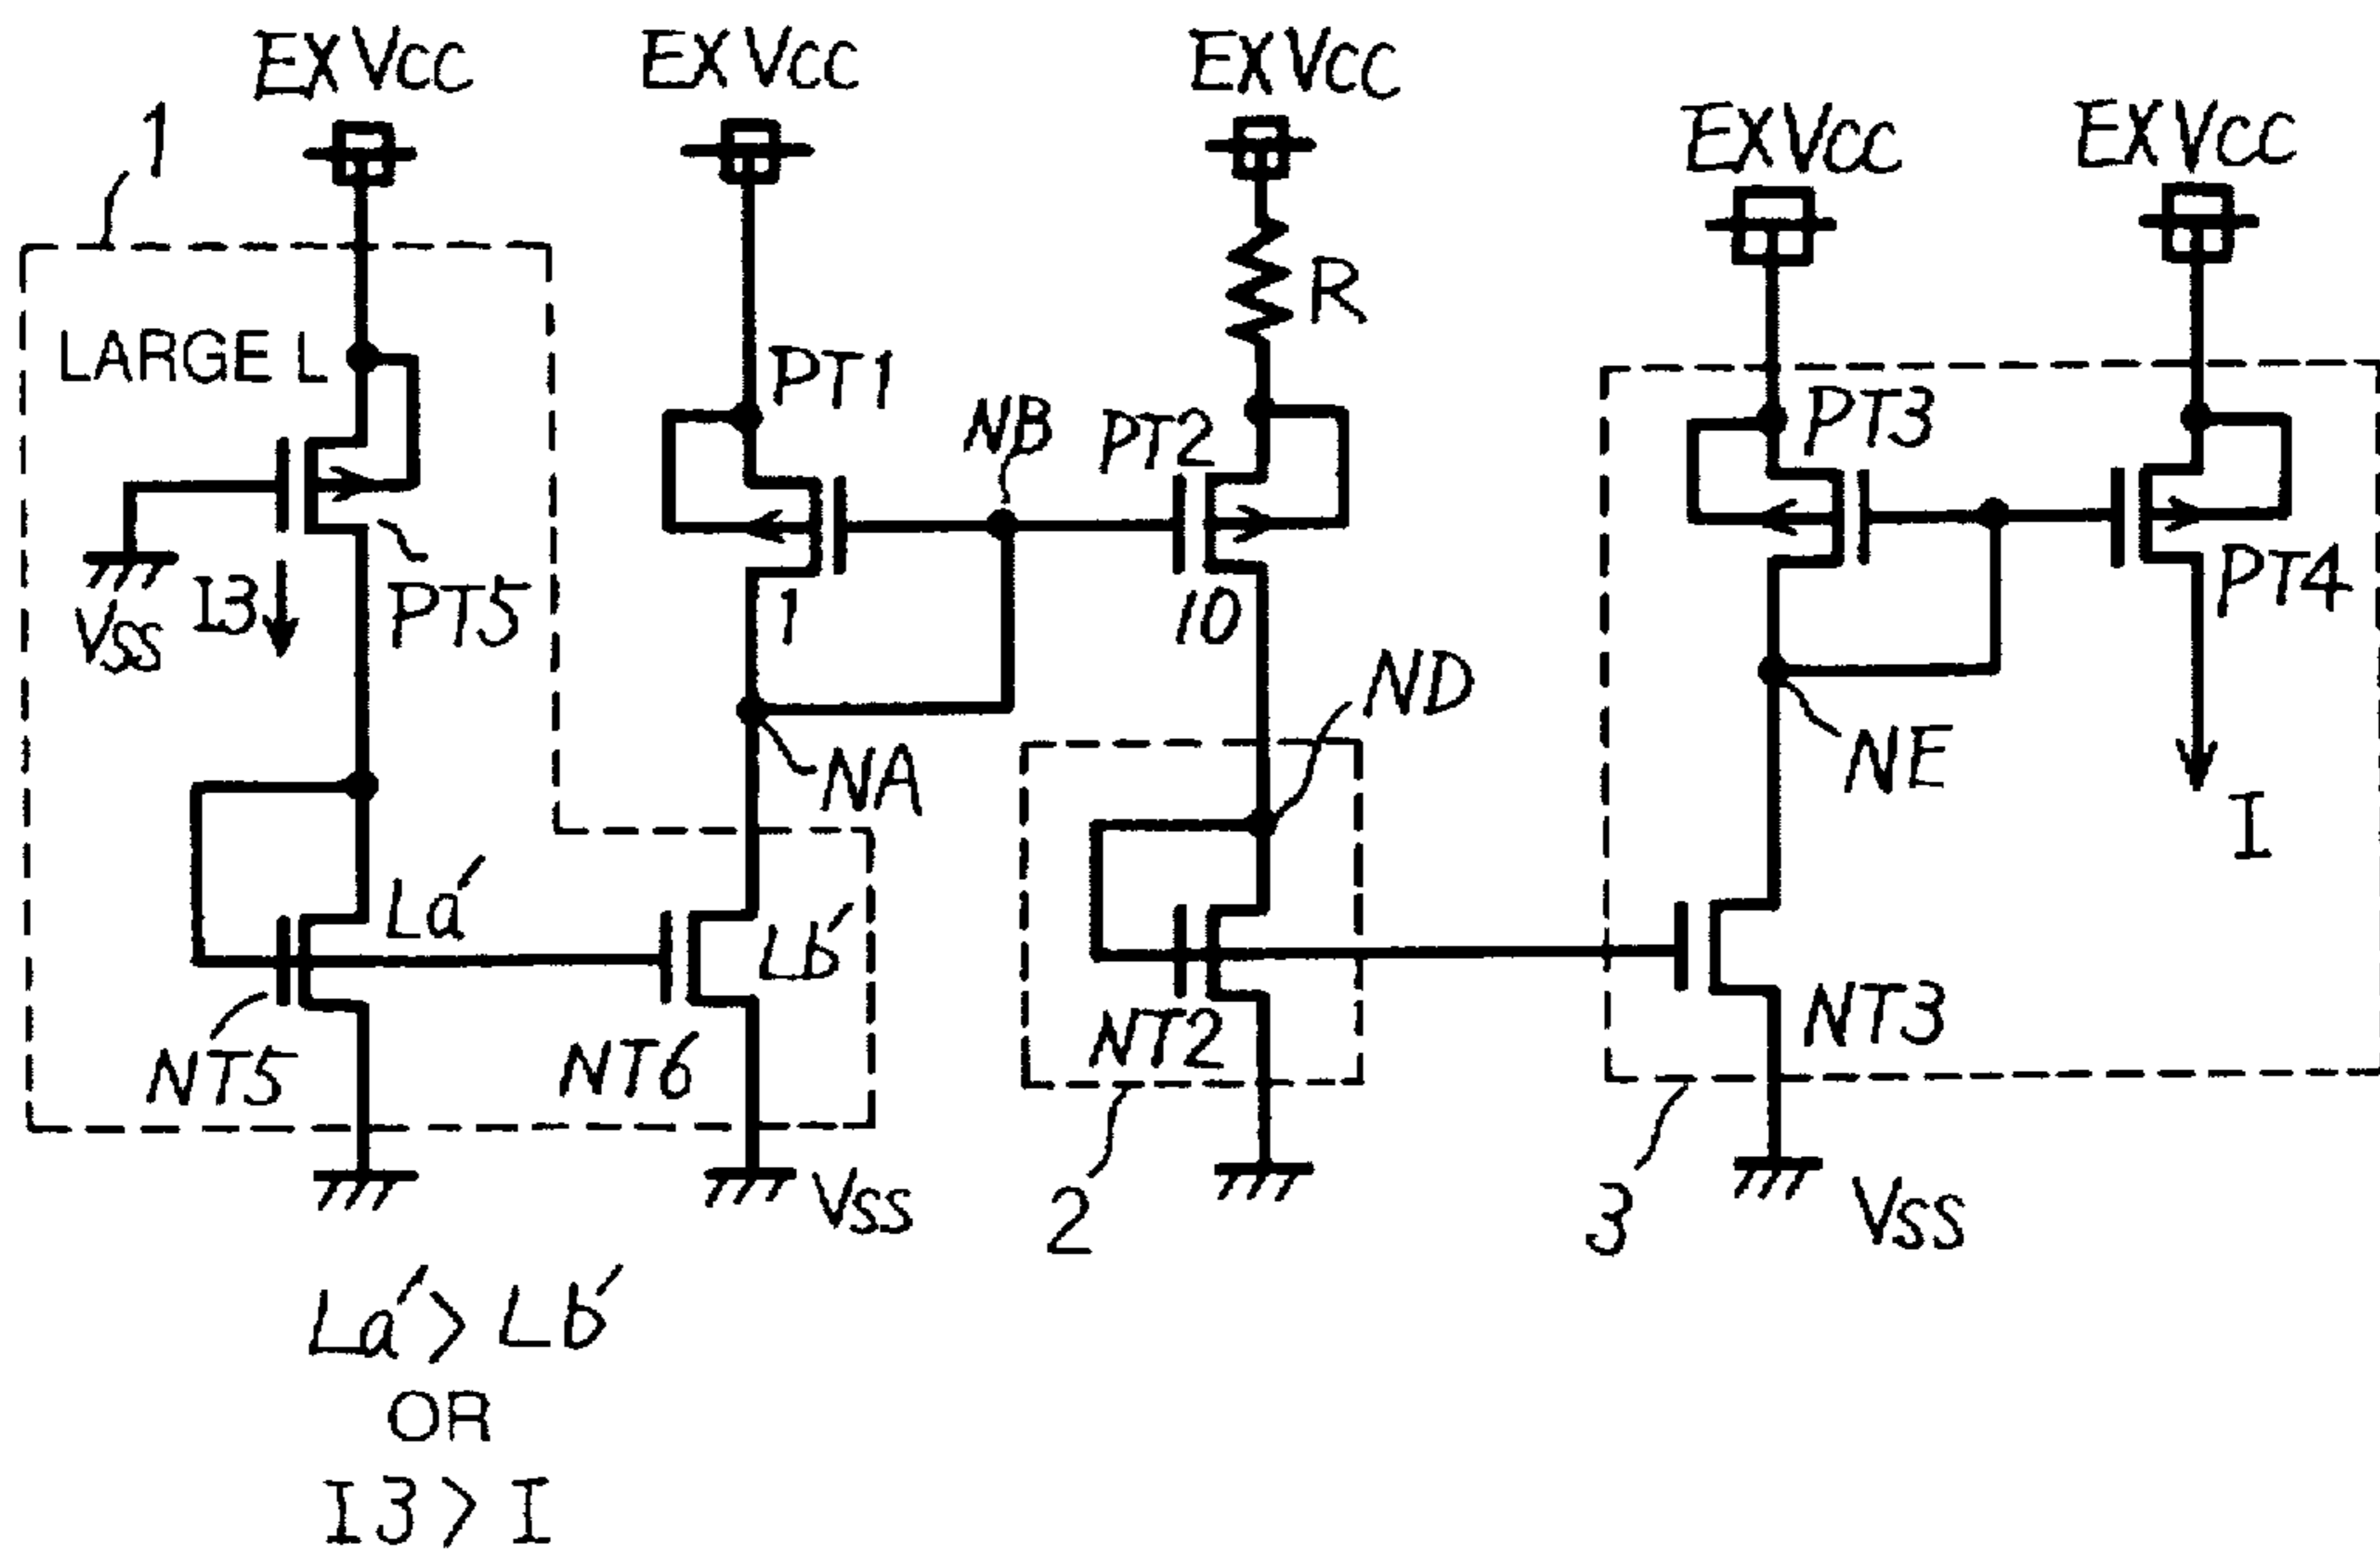 EXVCC
EXVCC
EXVCC
EXVCC
EXVCC
1
LARGE L
R
PT1
NB
PT2
PT3
PT4
VSS
I3
PT5
1
10
ND
NA
NE
I
La′
Lb′
NT5
NT6
NT2
NT3
VSS
2
3
VSS
La′ > Lb′
OR
I3 > I